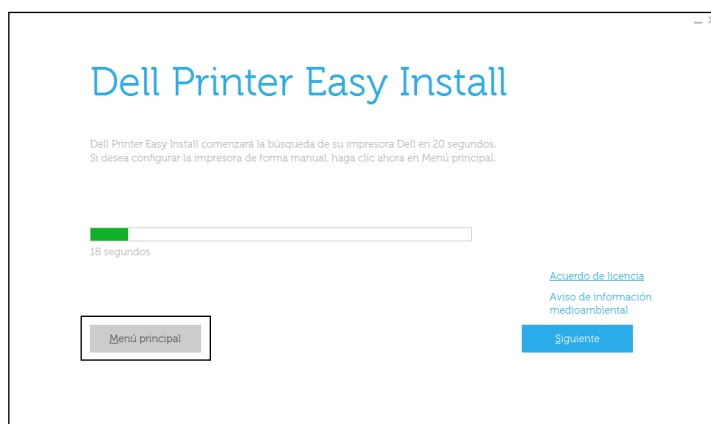 Dell Printer Easy Install
Dell Printer Easy Install comenzará la búsqueda de su impresora Dell en 20 segundos.
Si desea configurar la impresora de forma manual, haga clic ahora en Menú principal.
18 segundos
Acuerdo de licencia
Aviso de información
medioambiental
Menú principal
Siguiente